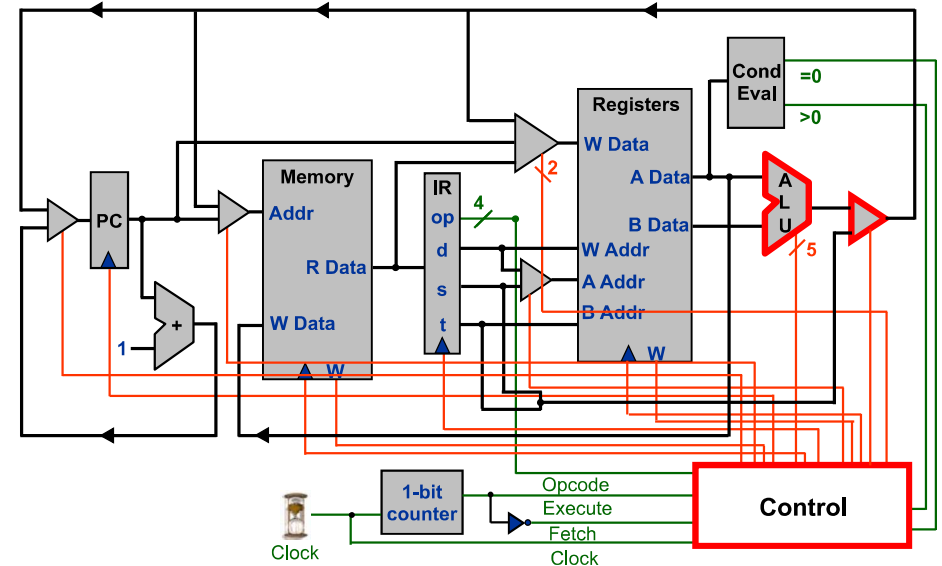 Cond
Eval
=0
>0
Registers
W Data
A Data
B Data
W Addr
A Addr
B Addr
W
2
A
L
U
5
Memory
Addr
R Data
W Data
W
IR
op
d
s
t
4
PC
+
1
Control
1-bit
counter
Opcode
Execute
Fetch
Clock
Clock